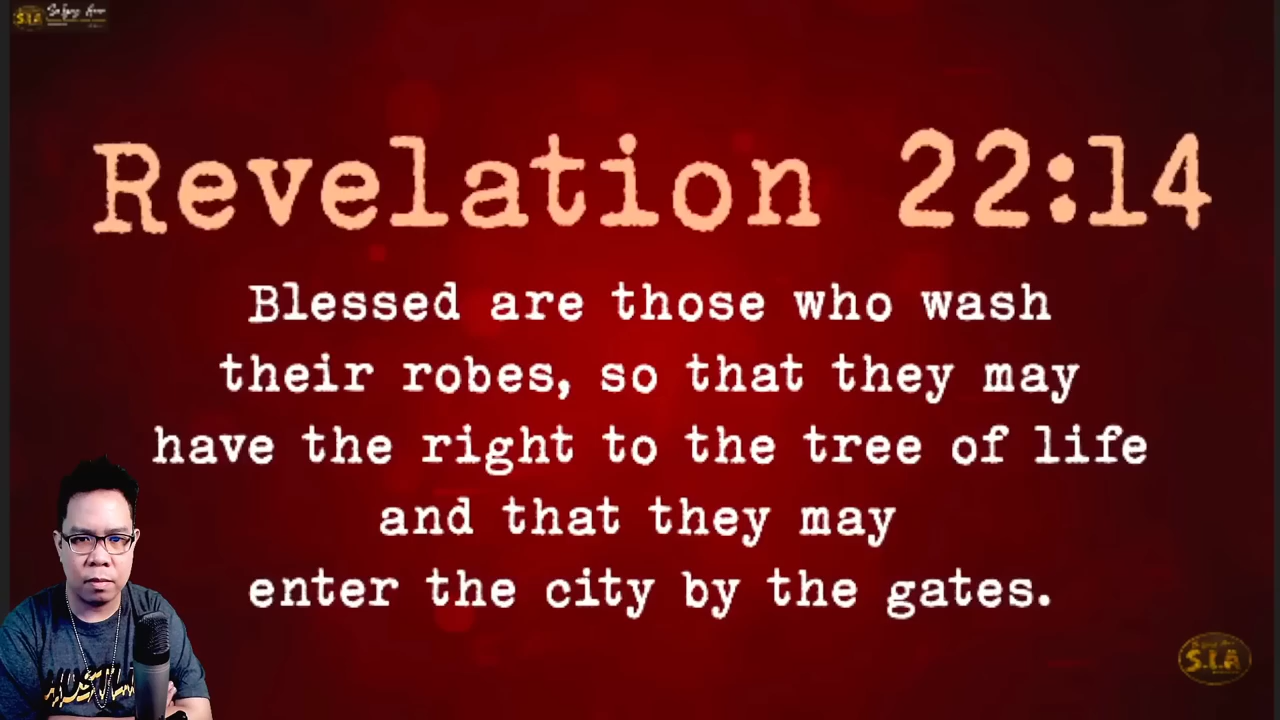 Revelation 22:14
Blessed are those who wash
their robes, so that they may
have the right to the tree of life
and that they may
enter the city by the gates.
S.I.A